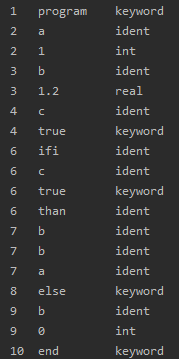 1 program keyword
2 a ident
2 1 int
3 b ident
3 1.2 real
4 c ident
4 true keyword
6 ifi ident
6 c ident
6 true keyword
6 than ident
7 b ident
7 b ident
7 a ident
8 else keyword
9 b ident
9 0 int
10 end keyword